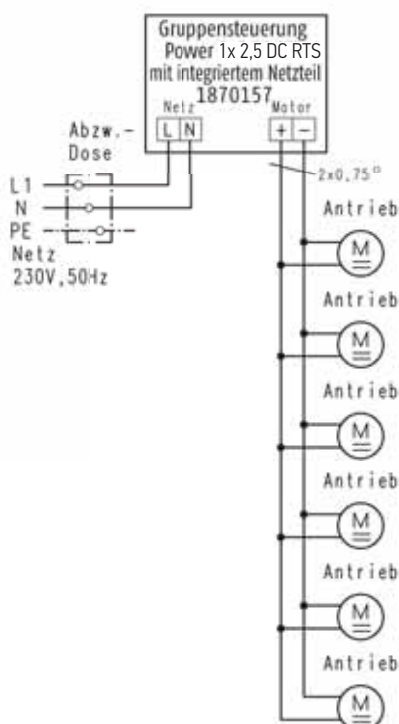 Gruppensteuerung
Power 1x 2,5 DC RTS
mit integriertem Netzteil
1870157
Netz Motor
L N + −
Abzw.-
Dose
2x0,75▫
L1
N
PE
Netz
230V,50Hz
Antrieb
M
Antrieb
M
Antrieb
M
Antrieb
M
Antrieb
M
Antrieb
M